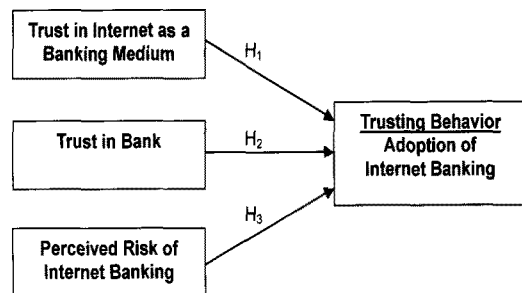 Trust in Internet as a
Banking Medium
H1
Trust in Bank
H2
Trusting Behavior
Adoption of
Internet Banking
H3
Perceived Risk of
Internet Banking